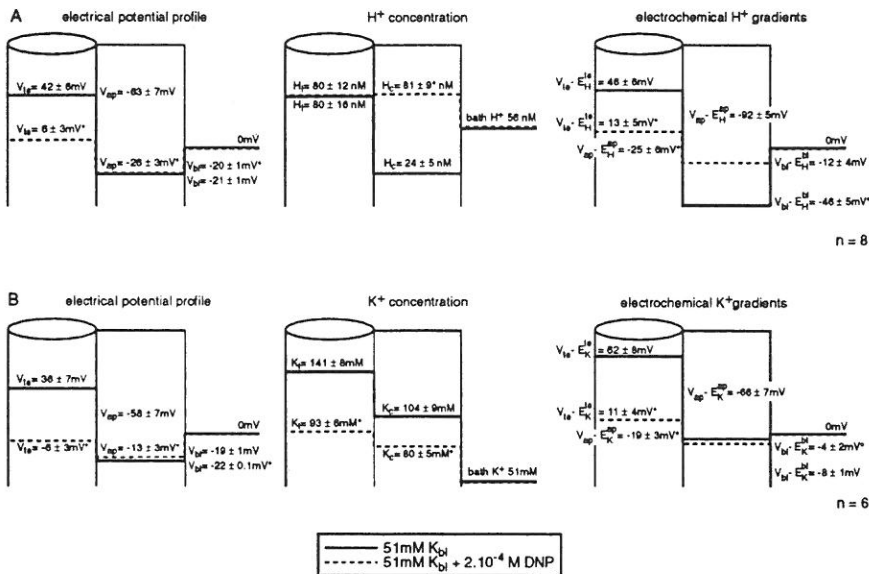 A
electrical potential profile
H+ concentration
electrochemical H+ gradients
V_te= 42 ± 6mV
V_ap= -63 ± 7mV
V_te= 6 ± 3mV*
0mV
V_ap= -26 ± 3mV*
V_bl= -20 ± 1mV*
V_bl= -21 ± 1mV
H_f= 80 ± 12 nM
H_f= 80 ± 16 nM
H_c= 81 ± 9* nM
bath H+ 56 nM
H_c= 24 ± 5 nM
V_te- E_H^te = 46 ± 6mV
V_te- E_H^te = 13 ± 5mV*
V_ap- E_H^ap = -92 ± 5mV
V_ap- E_H^ap = -25 ± 6mV*
0mV
V_bl- E_H^bl = -12 ± 4mV
V_bl- E_H^bl = -46 ± 5mV*
n = 8
B
electrical potential profile
K+ concentration
electrochemical K+gradients
V_te= 36 ± 7mV
V_ap= -58 ± 7mV
0mV
V_te= -6 ± 3mV*
V_ap= -13 ± 3mV*
V_bl= -19 ± 1mV
V_bl= -22 ± 0.1mV*
K_f= 141 ± 8mM
K_f= 93 ± 6mM*
K_c= 104 ± 9mM
K_c= 80 ± 5mM*
bath K+ 51mM
V_te- E_K^te = 62 ± 8mV
V_ap- E_K^ap = -66 ± 7mV
V_te- E_K^te = 11 ± 4mV*
V_ap- E_K^ap = -19 ± 3mV*
0mV
V_bl- E_K^bl = -4 ± 2mV*
V_bl- E_K^bl = -8 ± 1mV
n = 6
51mM K_bl
51mM K_bl + 2.10^-4 M DNP